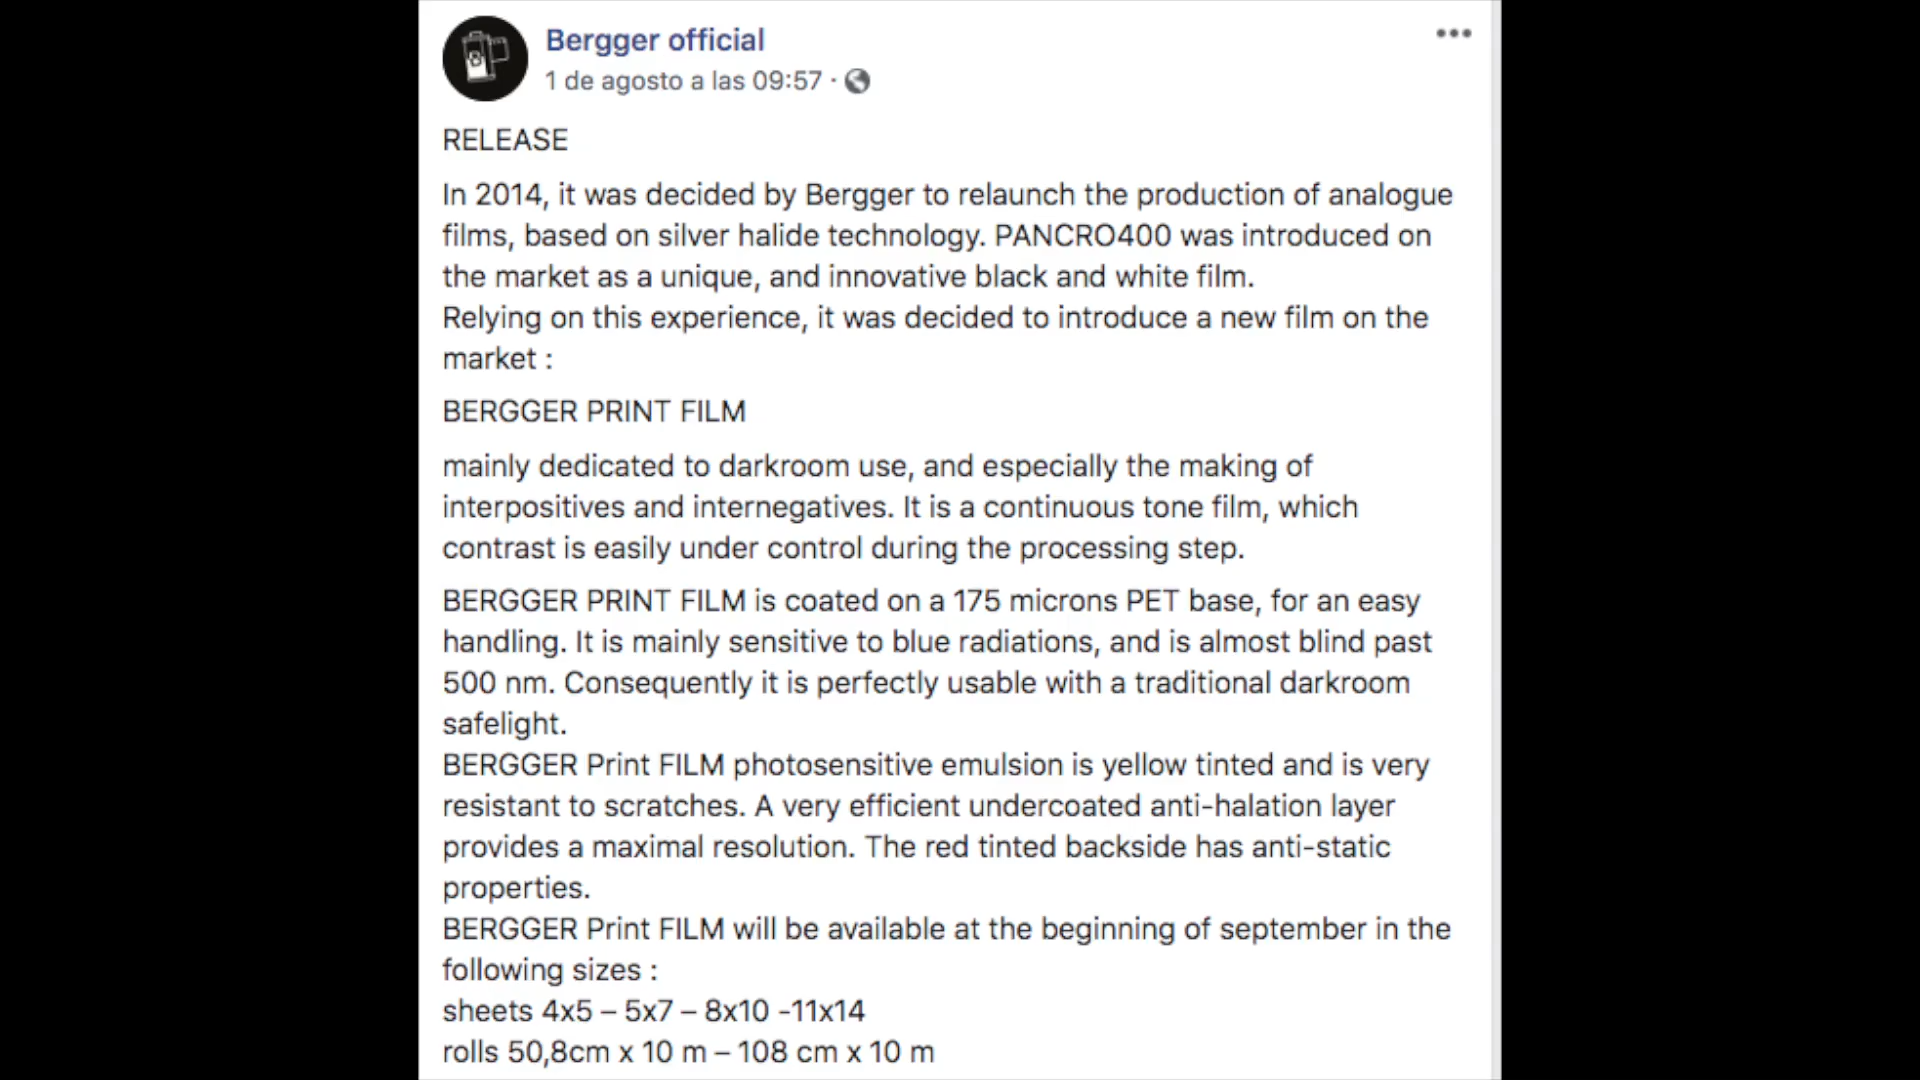 Bergger official
1 de agosto a las 09:57 ·
RELEASE
In 2014, it was decided by Bergger to relaunch the production of analogue
films, based on silver halide technology. PANCRO400 was introduced on
the market as a unique, and innovative black and white film.
Relying on this experience, it was decided to introduce a new film on the
market :
BERGGER PRINT FILM
mainly dedicated to darkroom use, and especially the making of
interpositives and internegatives. It is a continuous tone film, which
contrast is easily under control during the processing step.
BERGGER PRINT FILM is coated on a 175 microns PET base, for an easy
handling. It is mainly sensitive to blue radiations, and is almost blind past
500 nm. Consequently it is perfectly usable with a traditional darkroom
safelight.
BERGGER Print FILM photosensitive emulsion is yellow tinted and is very
resistant to scratches. A very efficient undercoated anti-halation layer
provides a maximal resolution. The red tinted backside has anti-static
properties.
BERGGER Print FILM will be available at the beginning of september in the
following sizes :
sheets 4x5 – 5x7 – 8x10 -11x14
rolls 50,8cm x 10 m – 108 cm x 10 m